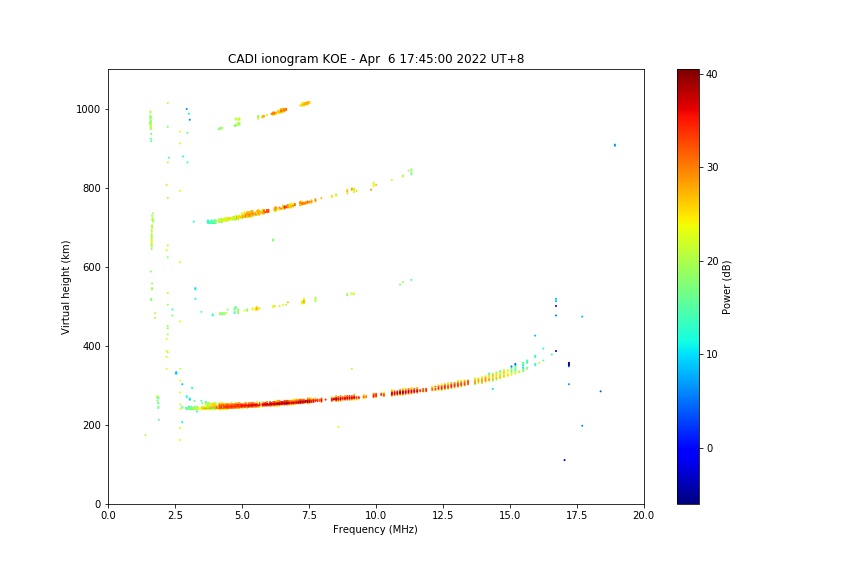 CADI ionogram KOE - Apr  6 17:45:00 2022 UT+8
1000
800
600
400
200
0
Virtual height (km)
0.0 2.5 5.0 7.5 10.0 12.5 15.0 17.5 20.0
Frequency (MHz)
40
30
20
10
0
Power (dB)